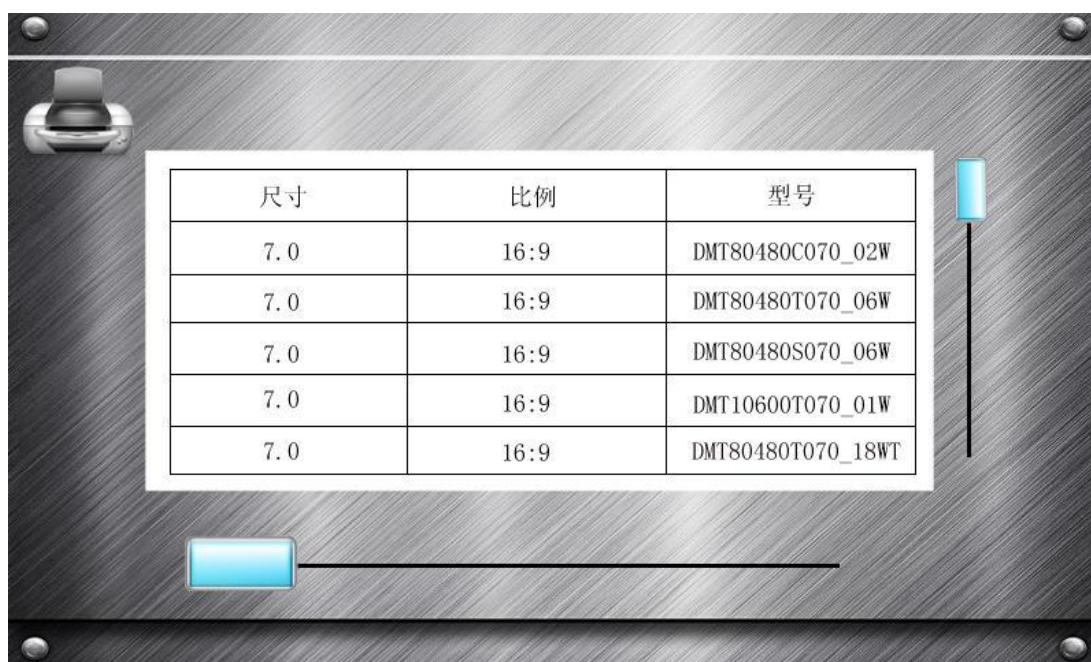 尺寸 比例 型号
7.0 16:9 DMT80480C070_02W
7.0 16:9 DMT80480T070_06W
7.0 16:9 DMT80480S070_06W
7.0 16:9 DMT10600T070_01W
7.0 16:9 DMT80480T070_18WT